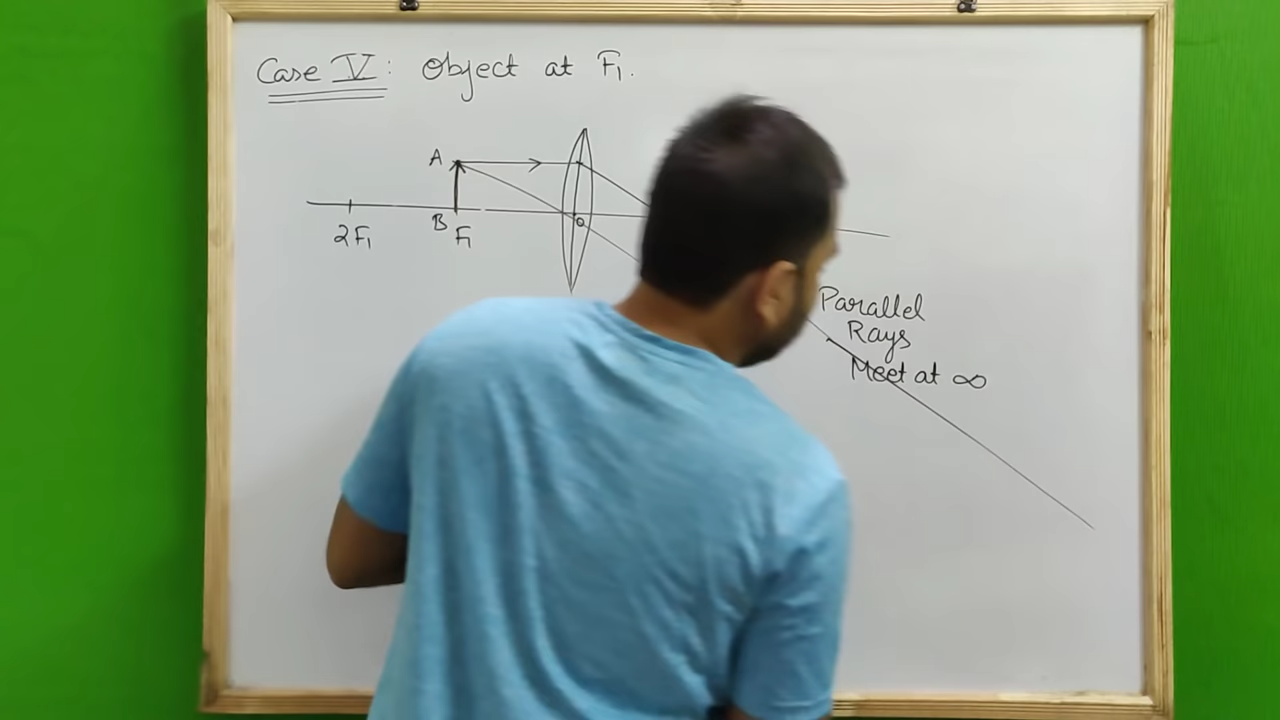 Case V: Object at F1.
A
B
O
2F1
F1
Parallel
Rays
Meet at ∞